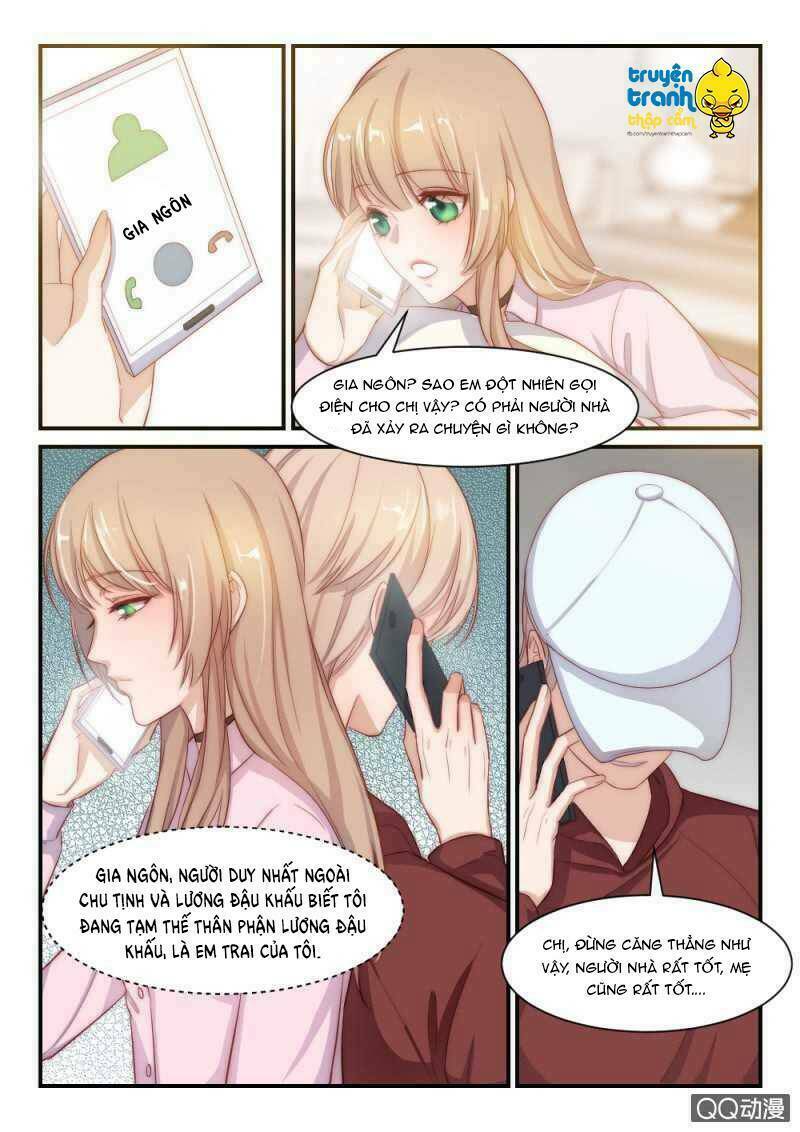 truyện
tranh
thập cẩm
fb.com/truyentranhthapcam
GIA NGÔN
GIA NGÔN? SAO EM ĐỘT NHIÊN GỌI
ĐIỆN CHO CHỊ VẬY? CÓ PHẢI NGƯỜI NHÀ
ĐÃ XẢY RA CHUYỆN GÌ KHÔNG?
GIA NGÔN, NGƯỜI DUY NHẤT NGOÀI
CHU TỊNH VÀ LƯƠNG ĐẬU KHẤU BIẾT TÔI
ĐANG TẠM THẾ THÂN PHẬN LƯƠNG ĐẬU
KHẤU, LÀ EM TRAI CỦA TÔI.
CHỊ, ĐỪNG CĂNG THẲNG NHƯ
VẬY, NGƯỜI NHÀ RẤT TỐT, MẸ
CŨNG RẤT TỐT....
QQ动漫